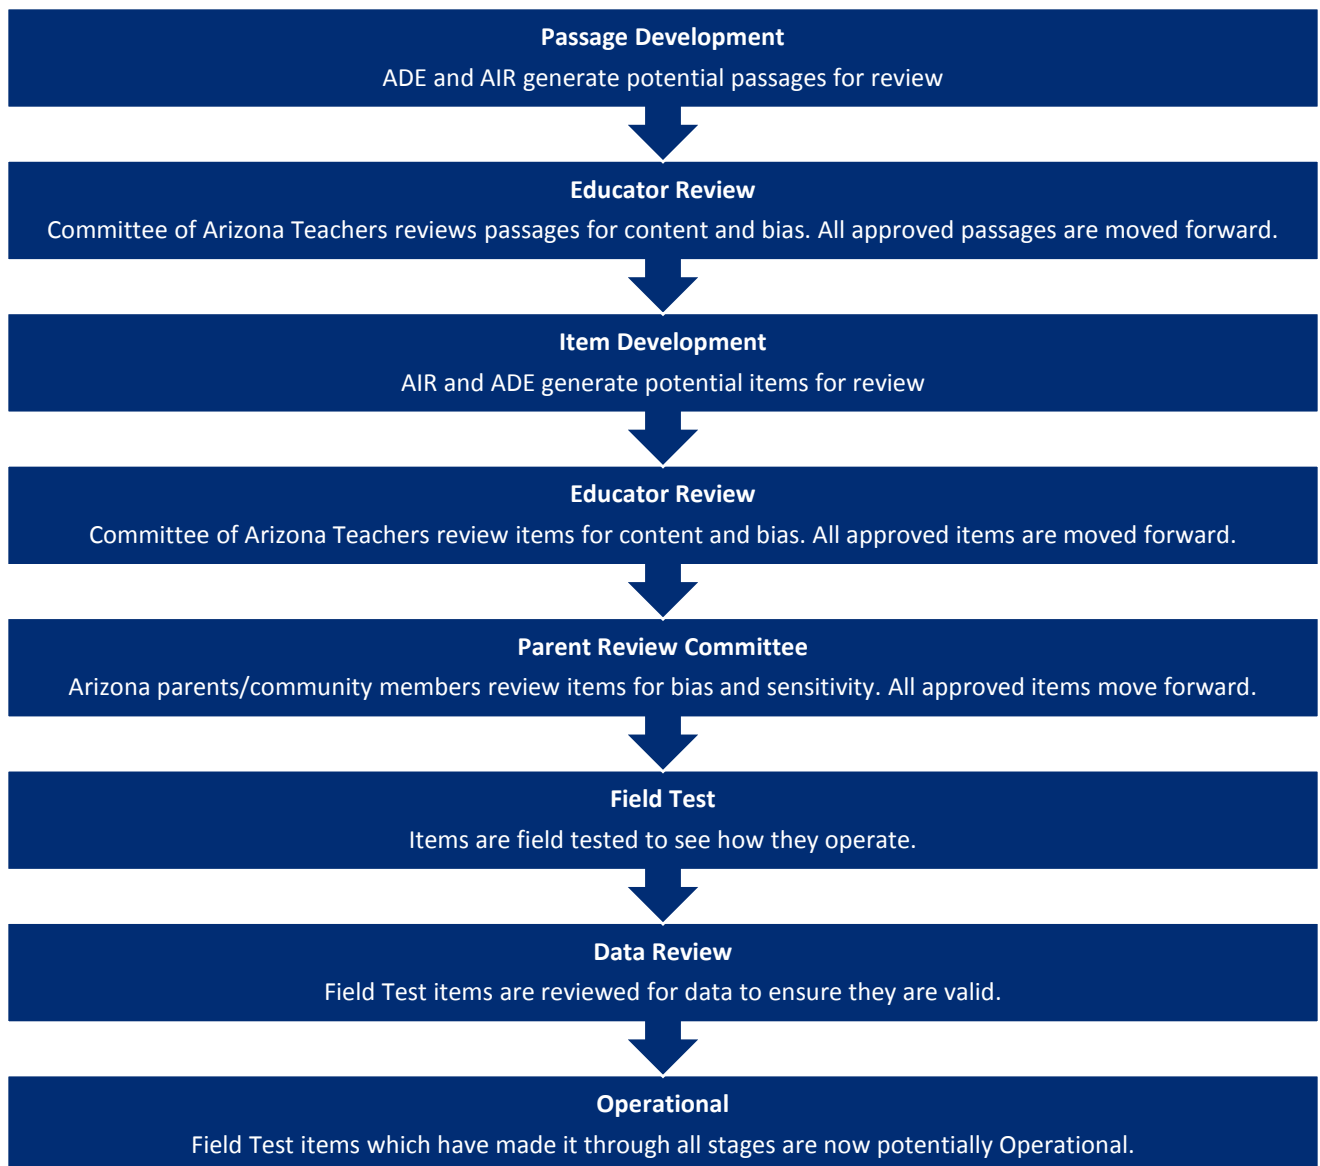 Passage Development
ADE and AIR generate potential passages for review
Educator Review
Committee of Arizona Teachers reviews passages for content and bias. All approved passages are moved forward.
Item Development
AIR and ADE generate potential items for review
Educator Review
Committee of Arizona Teachers review items for content and bias. All approved items are moved forward.
Parent Review Committee
Arizona parents/community members review items for bias and sensitivity. All approved items move forward.
Field Test
Items are field tested to see how they operate.
Data Review
Field Test items are reviewed for data to ensure they are valid.
Operational
Field Test items which have made it through all stages are now potentially Operational.